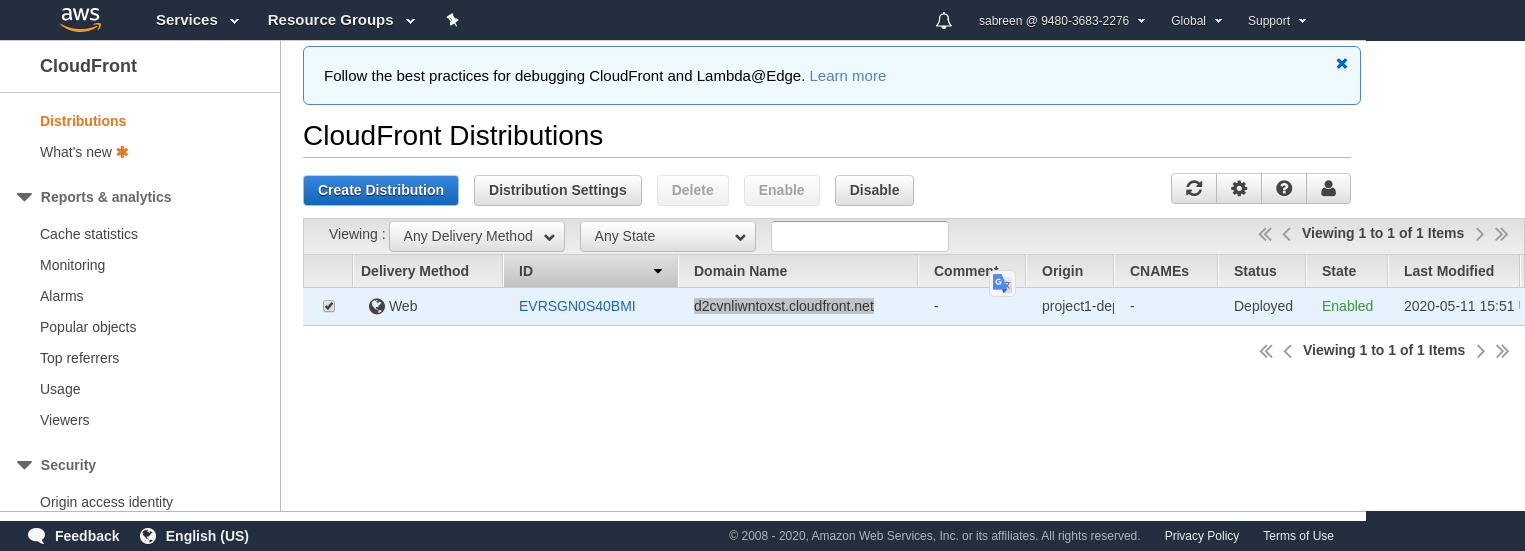 aws Services Resource Groups sabreen @ 9480-3683-2276 Global Support
CloudFront
Distributions
What's new
Reports & analytics
Cache statistics
Monitoring
Alarms
Popular objects
Top referrers
Usage
Viewers
Security
Origin access identity
Follow the best practices for debugging CloudFront and Lambda@Edge. Learn more
CloudFront Distributions
Create Distribution Distribution Settings Delete Enable Disable
Viewing : Any Delivery Method Any State Viewing 1 to 1 of 1 Items
Delivery Method ID Domain Name Comment Origin CNAMEs Status State Last Modified
Web EVRSGN0S40BMI d2cvnliwntoxst.cloudfront.net - project1-dep - Deployed Enabled 2020-05-11 15:51
Viewing 1 to 1 of 1 Items
Feedback English (US) © 2008 - 2020, Amazon Web Services, Inc. or its affiliates. All rights reserved. Privacy Policy Terms of Use